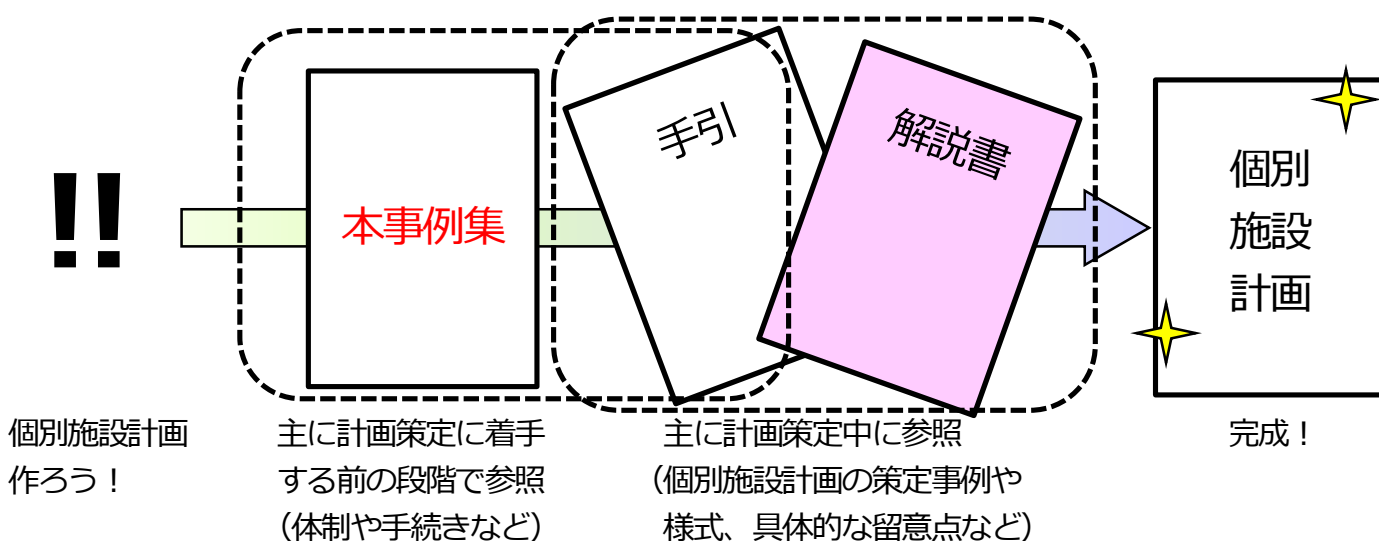 !!
本事例集
手引
解説書
個別
施設
計画
個別施設計画
作ろう！
主に計画策定に着手
する前の段階で参照
（体制や手続きなど）
主に計画策定中に参照
（個別施設計画の策定事例や
様式、具体的な留意点など）
完成！